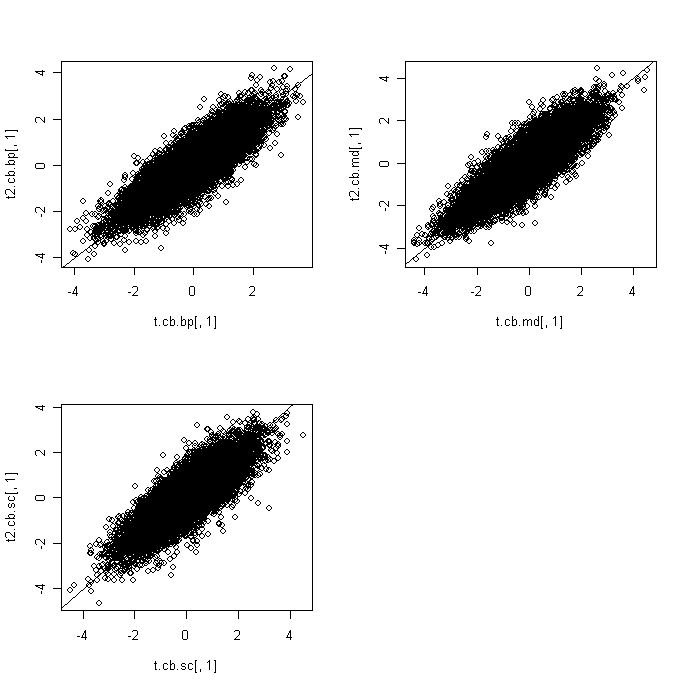 4
2
0
-2
-4
t2.cb.bp[, 1]
-4 -2 0 2
t.cb.bp[, 1]
4
2
0
-2
-4
t2.cb.md[, 1]
-4 -2 0 2 4
t.cb.md[, 1]
4
2
0
-2
-4
t2.cb.sc[, 1]
-4 -2 0 2 4
t.cb.sc[, 1]